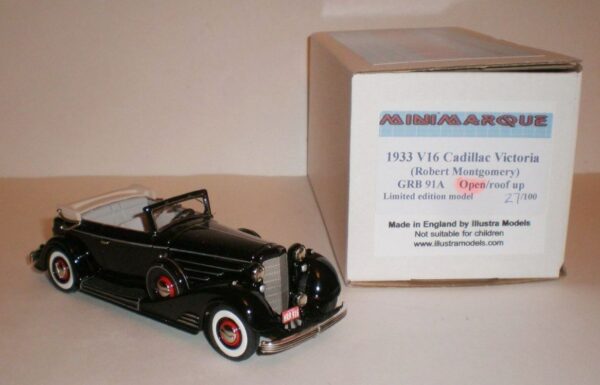 MINIMARQUE
1933 V16 Cadillac Victoria
(Robert Montgomery)
GRB 91A Open/roof up
Limited edition model 27/100
Made in England by Illustra Models
Not suitable for children
www.illustramodels.com